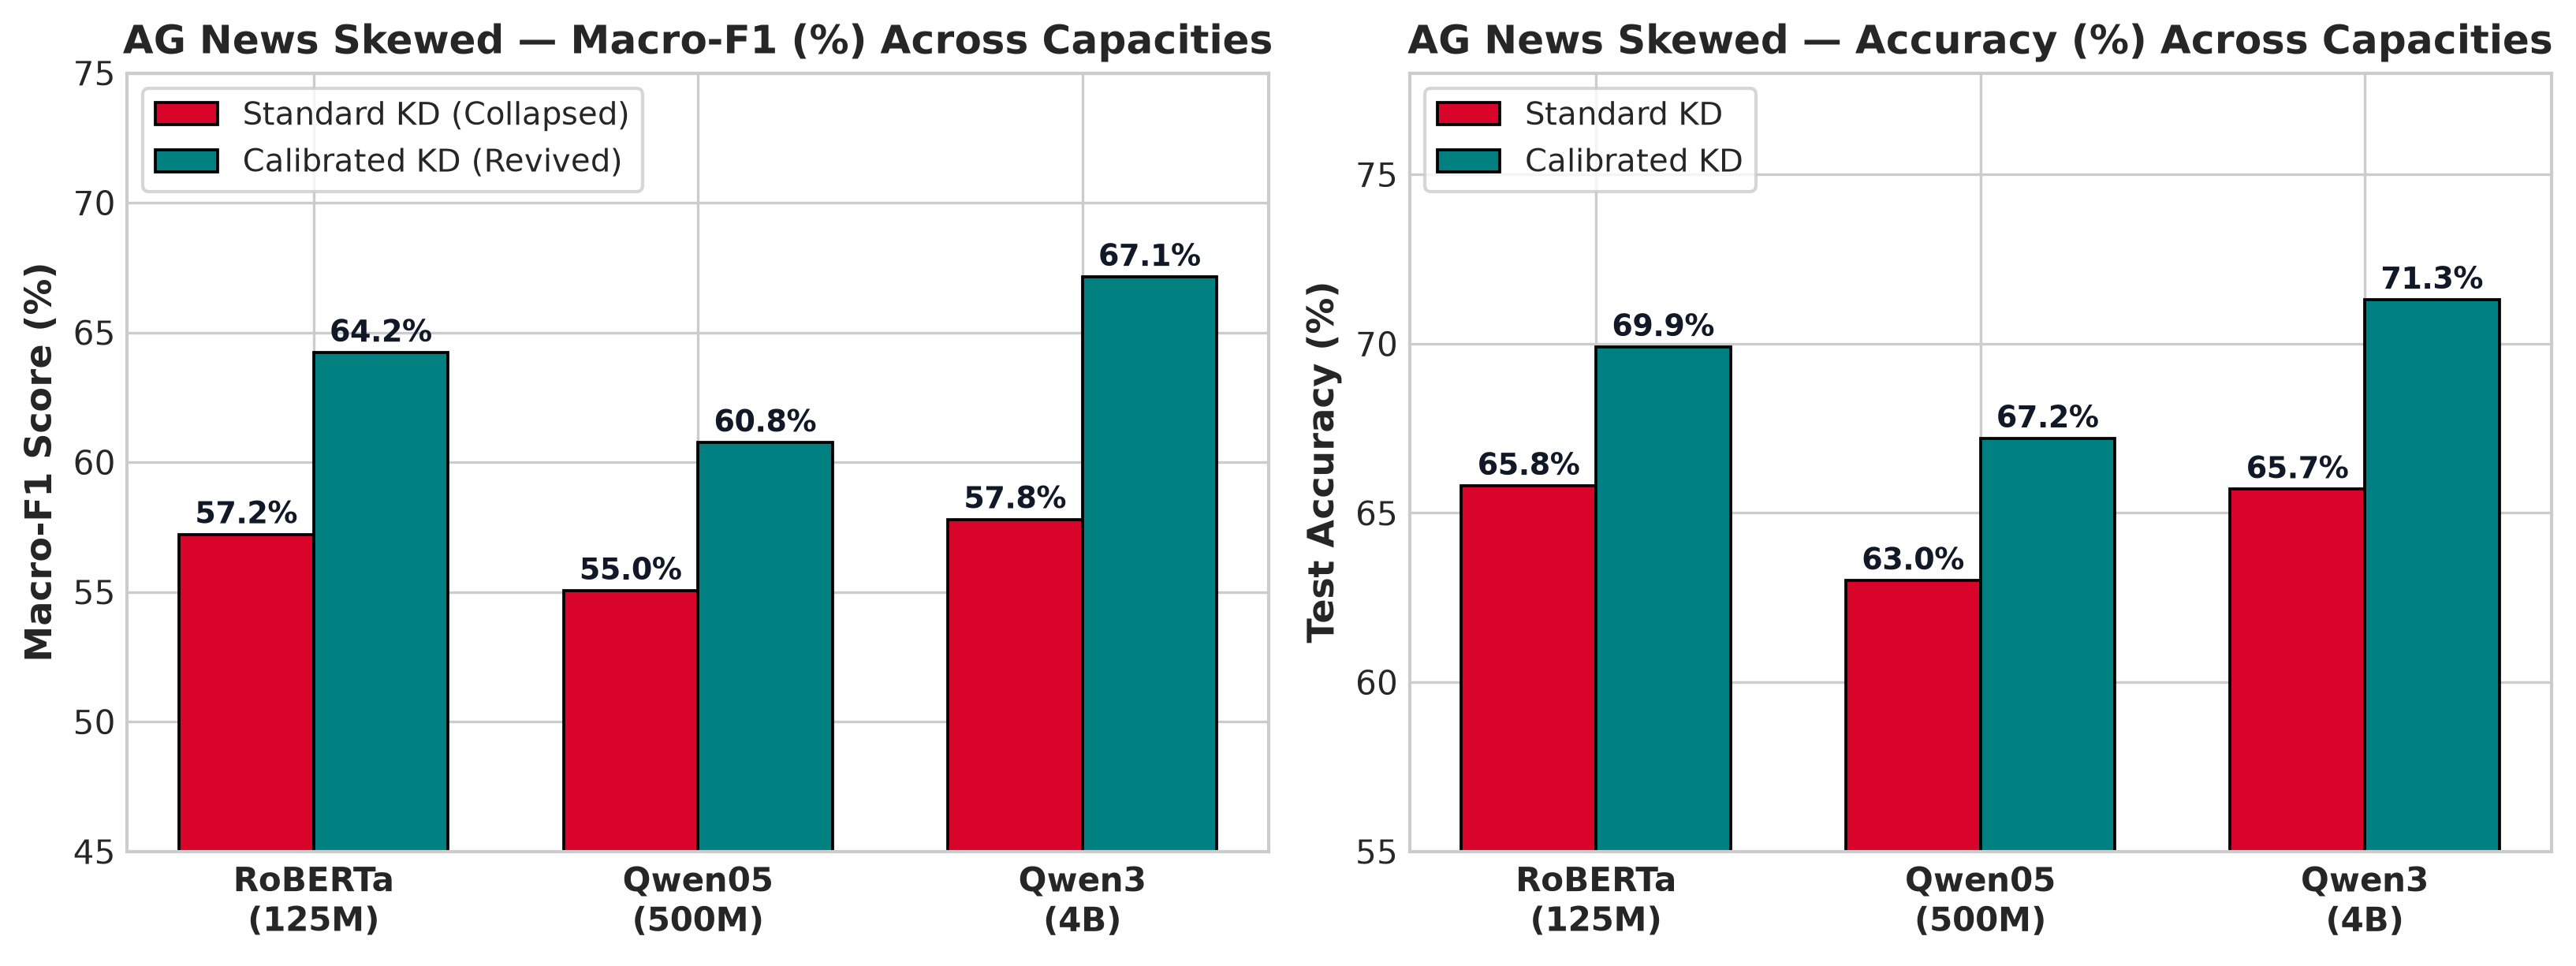 AG News Skewed — Macro-F1 (%) Across Capacities
Macro-F1 Score (%)
75
70
65
60
55
50
45
Standard KD (Collapsed)
Calibrated KD (Revived)
57.2%
64.2%
55.0%
60.8%
57.8%
67.1%
RoBERTa
(125M)
Qwen05
(500M)
Qwen3
(4B)
AG News Skewed — Accuracy (%) Across Capacities
Test Accuracy (%)
75
70
65
60
55
Standard KD
Calibrated KD
65.8%
69.9%
63.0%
67.2%
65.7%
71.3%
RoBERTa
(125M)
Qwen05
(500M)
Qwen3
(4B)